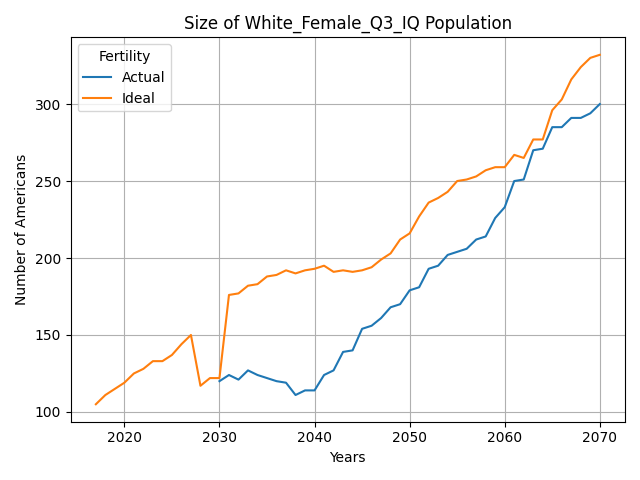 Size of White_Female_Q3_IQ Population
Fertility
Actual
Ideal
Number of Americans
300
250
200
150
100
2020
2030
2040
2050
2060
2070
Years